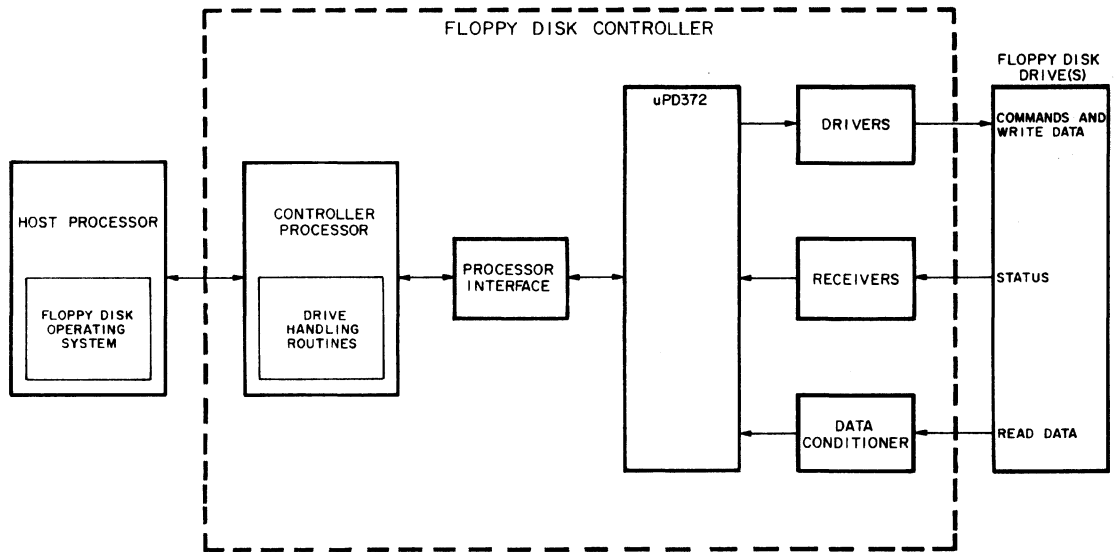 FLOPPY DISK CONTROLLER
FLOPPY DISK
DRIVE(S)
uPD372
DRIVERS
COMMANDS AND
WRITE DATA
HOST PROCESSOR
FLOPPY DISK
OPERATING
SYSTEM
CONTROLLER
PROCESSOR
DRIVE
HANDLING
ROUTINES
PROCESSOR
INTERFACE
RECEIVERS
STATUS
DATA
CONDITIONER
READ DATA